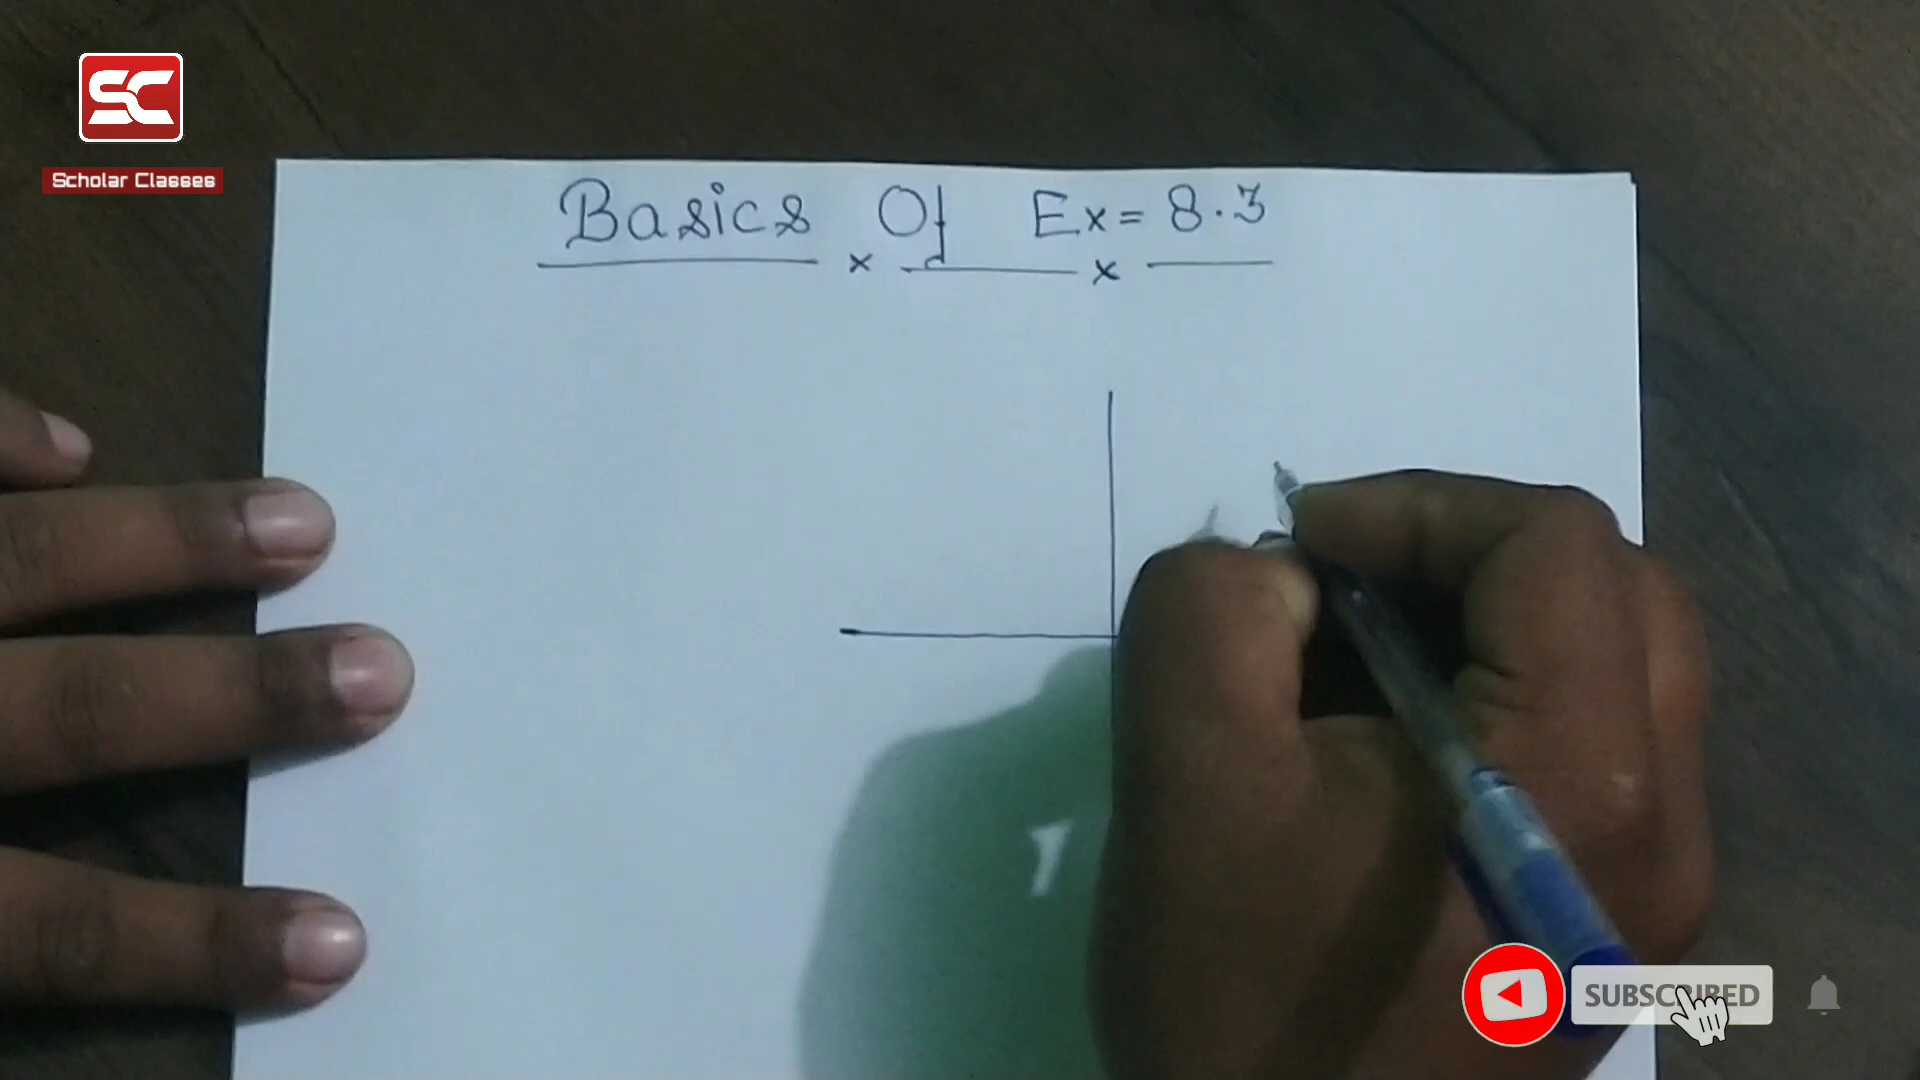 SC
Scholar Classes
Basics Of Ex = 8.3
x x
SUBSCRIBED